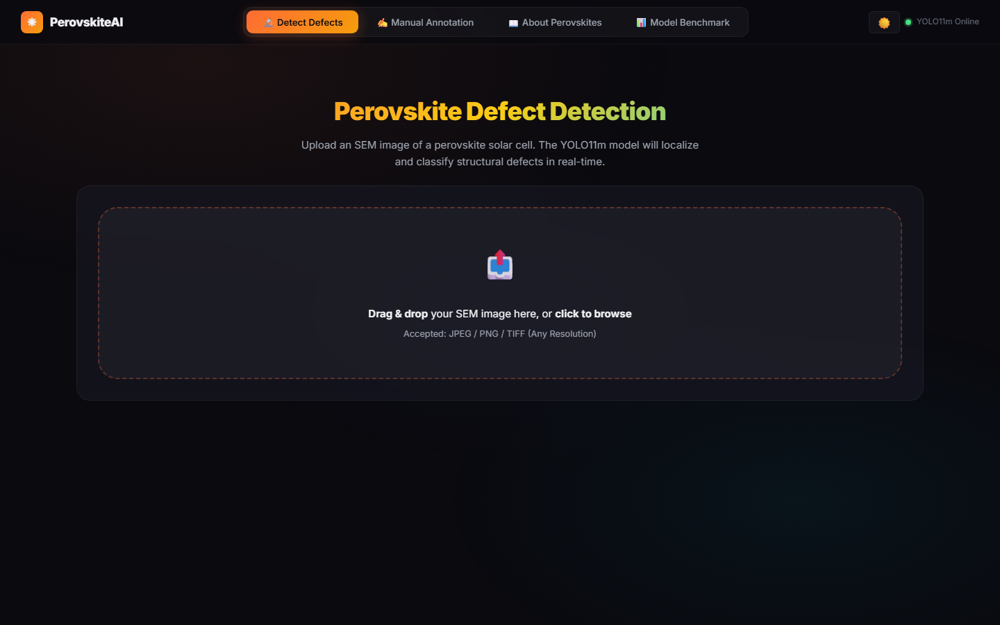 PerovskiteAI
Detect Defects
Manual Annotation
About Perovskites
Model Benchmark
YOLO11m Online
Perovskite Defect Detection
Upload an SEM image of a perovskite solar cell. The YOLO11m model will localize
and classify structural defects in real-time.
Drag & drop your SEM image here, or click to browse
Accepted: JPEG / PNG / TIFF (Any Resolution)